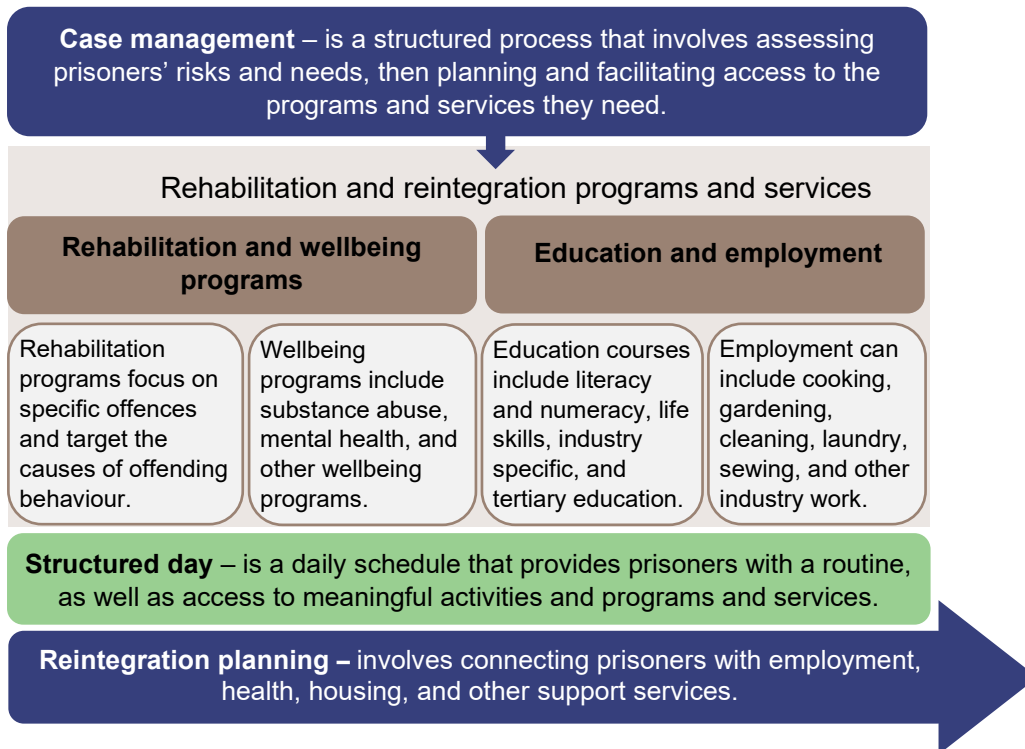 Case management – is a structured process that involves assessing
prisoners’ risks and needs, then planning and facilitating access to the
programs and services they need.
Rehabilitation and reintegration programs and services
Rehabilitation and wellbeing
programs
Education and employment
Rehabilitation
programs focus on
specific offences
and target the
causes of offending
behaviour.
Wellbeing
programs include
substance abuse,
mental health, and
other wellbeing
programs.
Education courses
include literacy
and numeracy, life
skills, industry
specific, and
tertiary education.
Employment can
include cooking,
gardening,
cleaning, laundry,
sewing, and other
industry work.
Structured day – is a daily schedule that provides prisoners with a routine,
as well as access to meaningful activities and programs and services.
Reintegration planning – involves connecting prisoners with employment,
health, housing, and other support services.